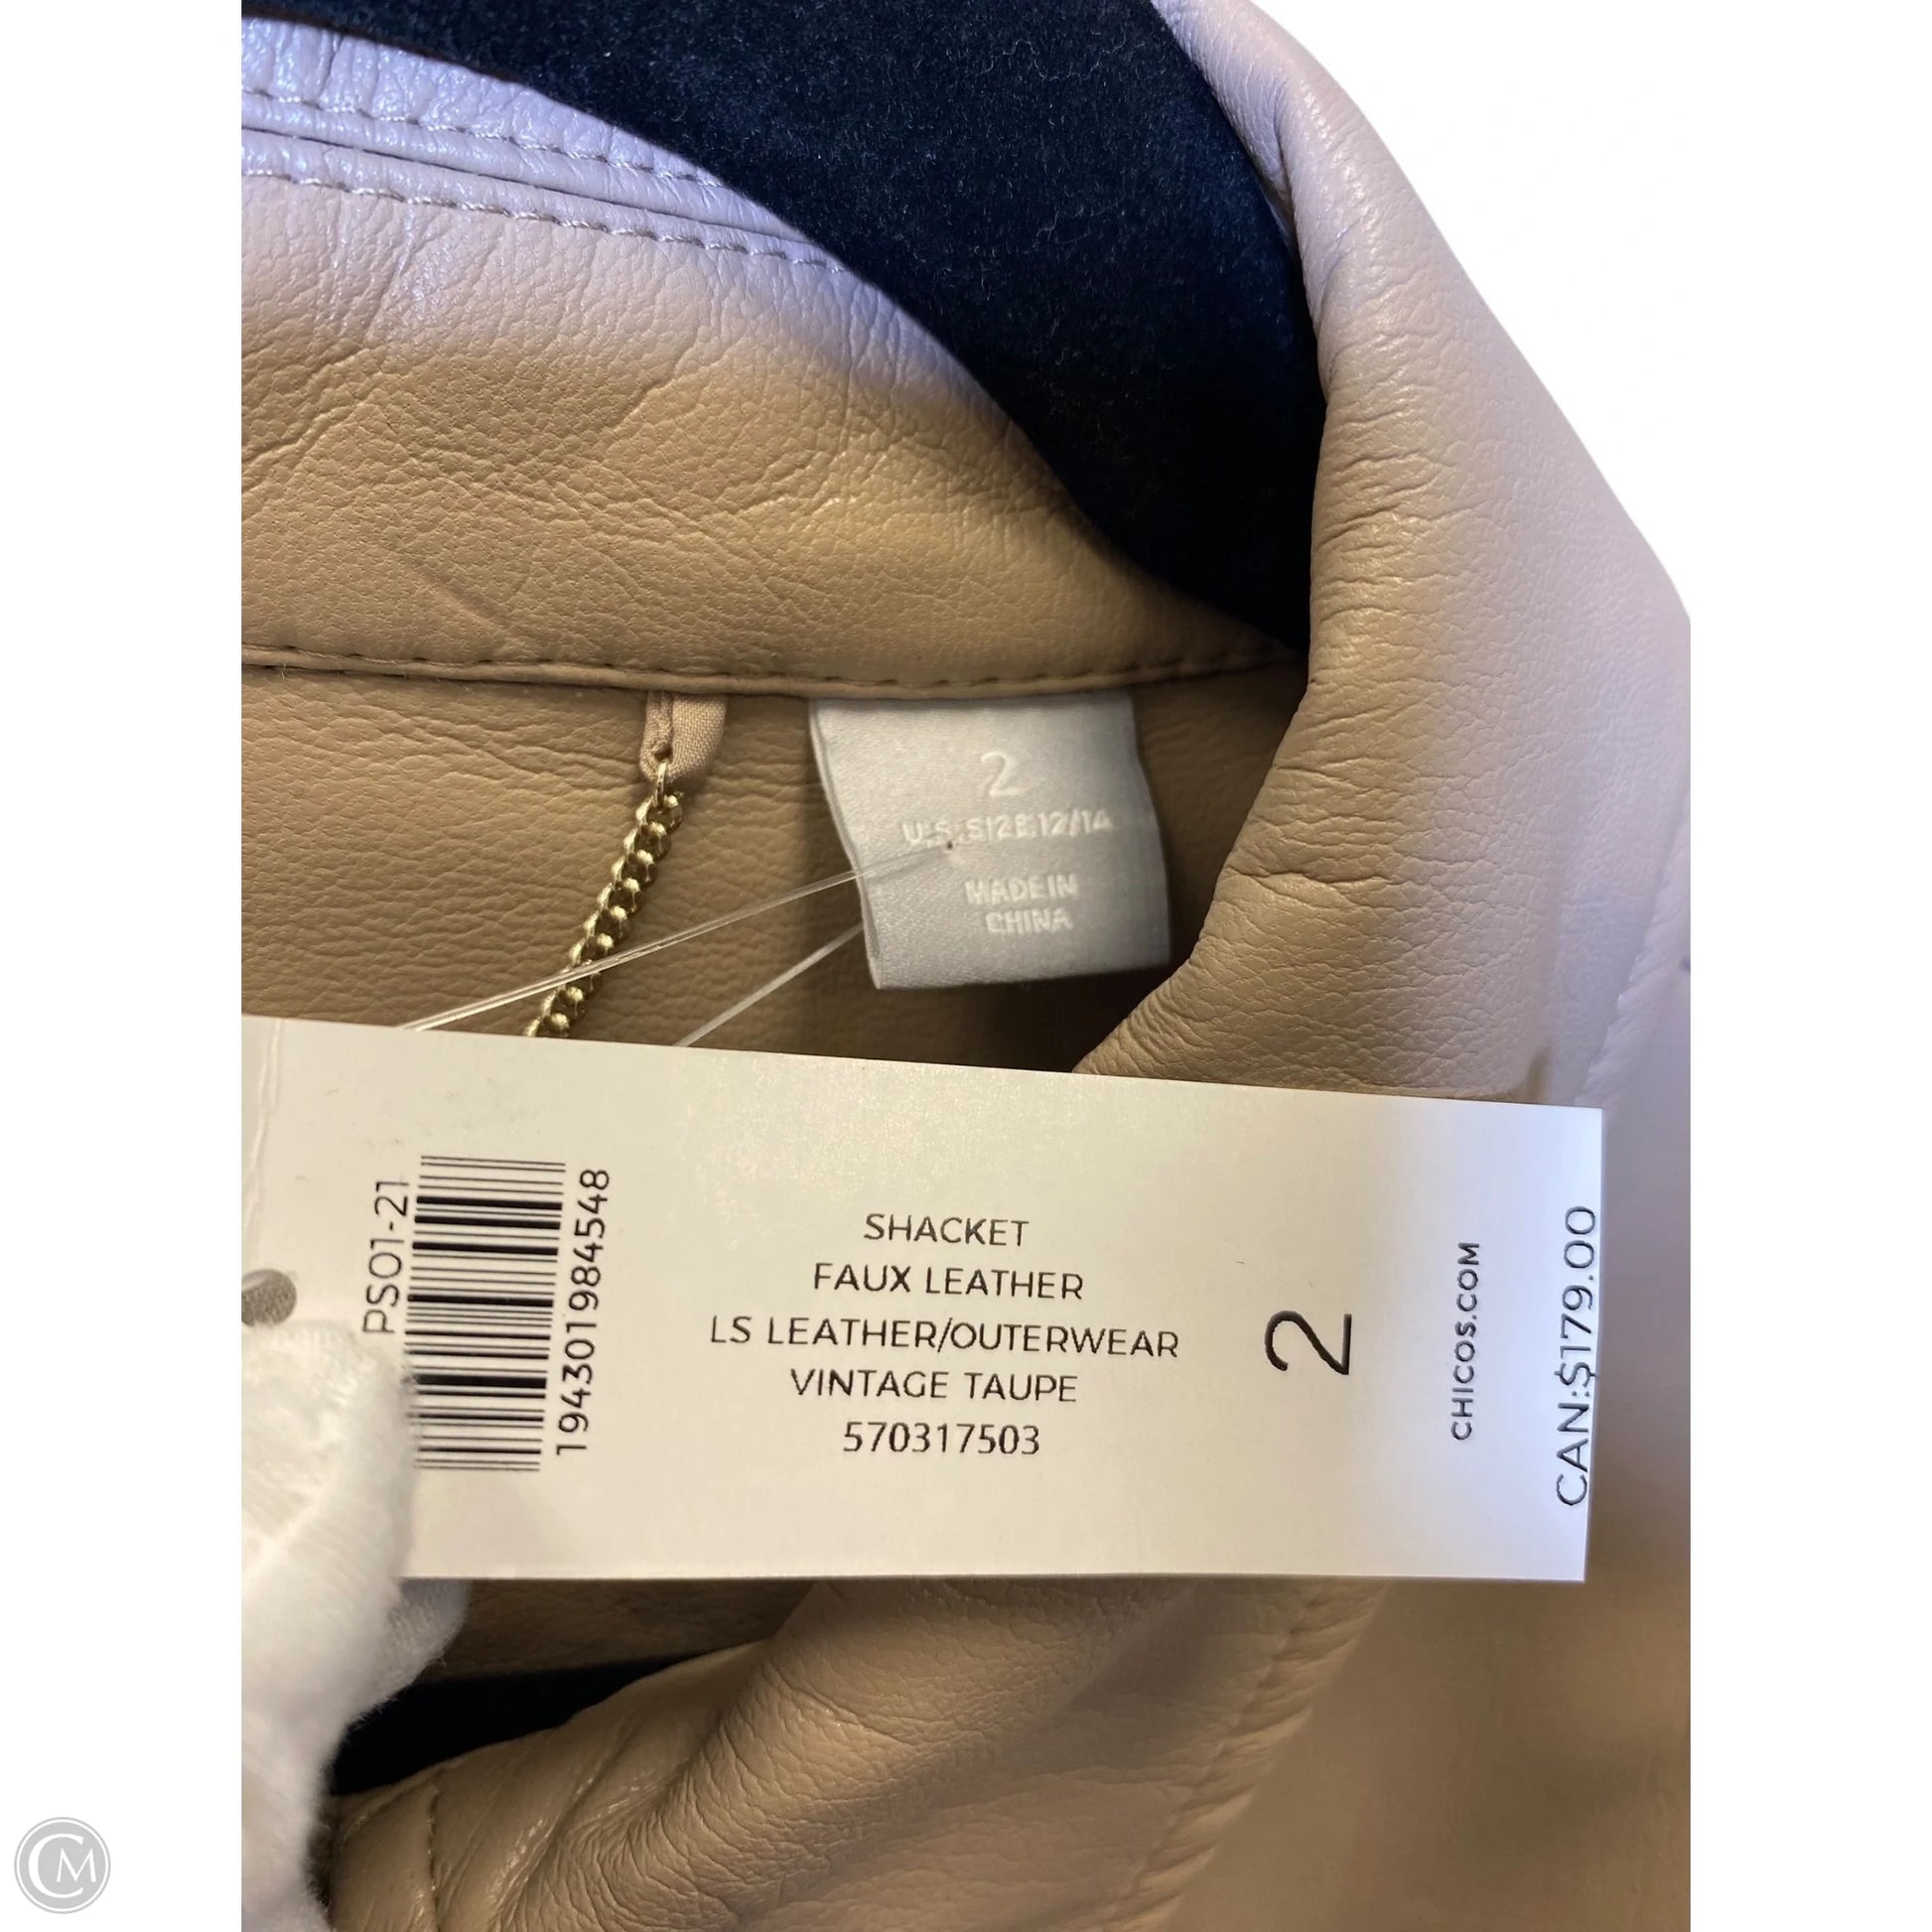 2
U.S. SIZE 12/14
MADE IN
CHINA
PS01-21
194301984548
SHACKET
FAUX LEATHER
LS LEATHER/OUTERWEAR
VINTAGE TAUPE
570317503
2
CHICOS.COM
CAN:$179.00
CM